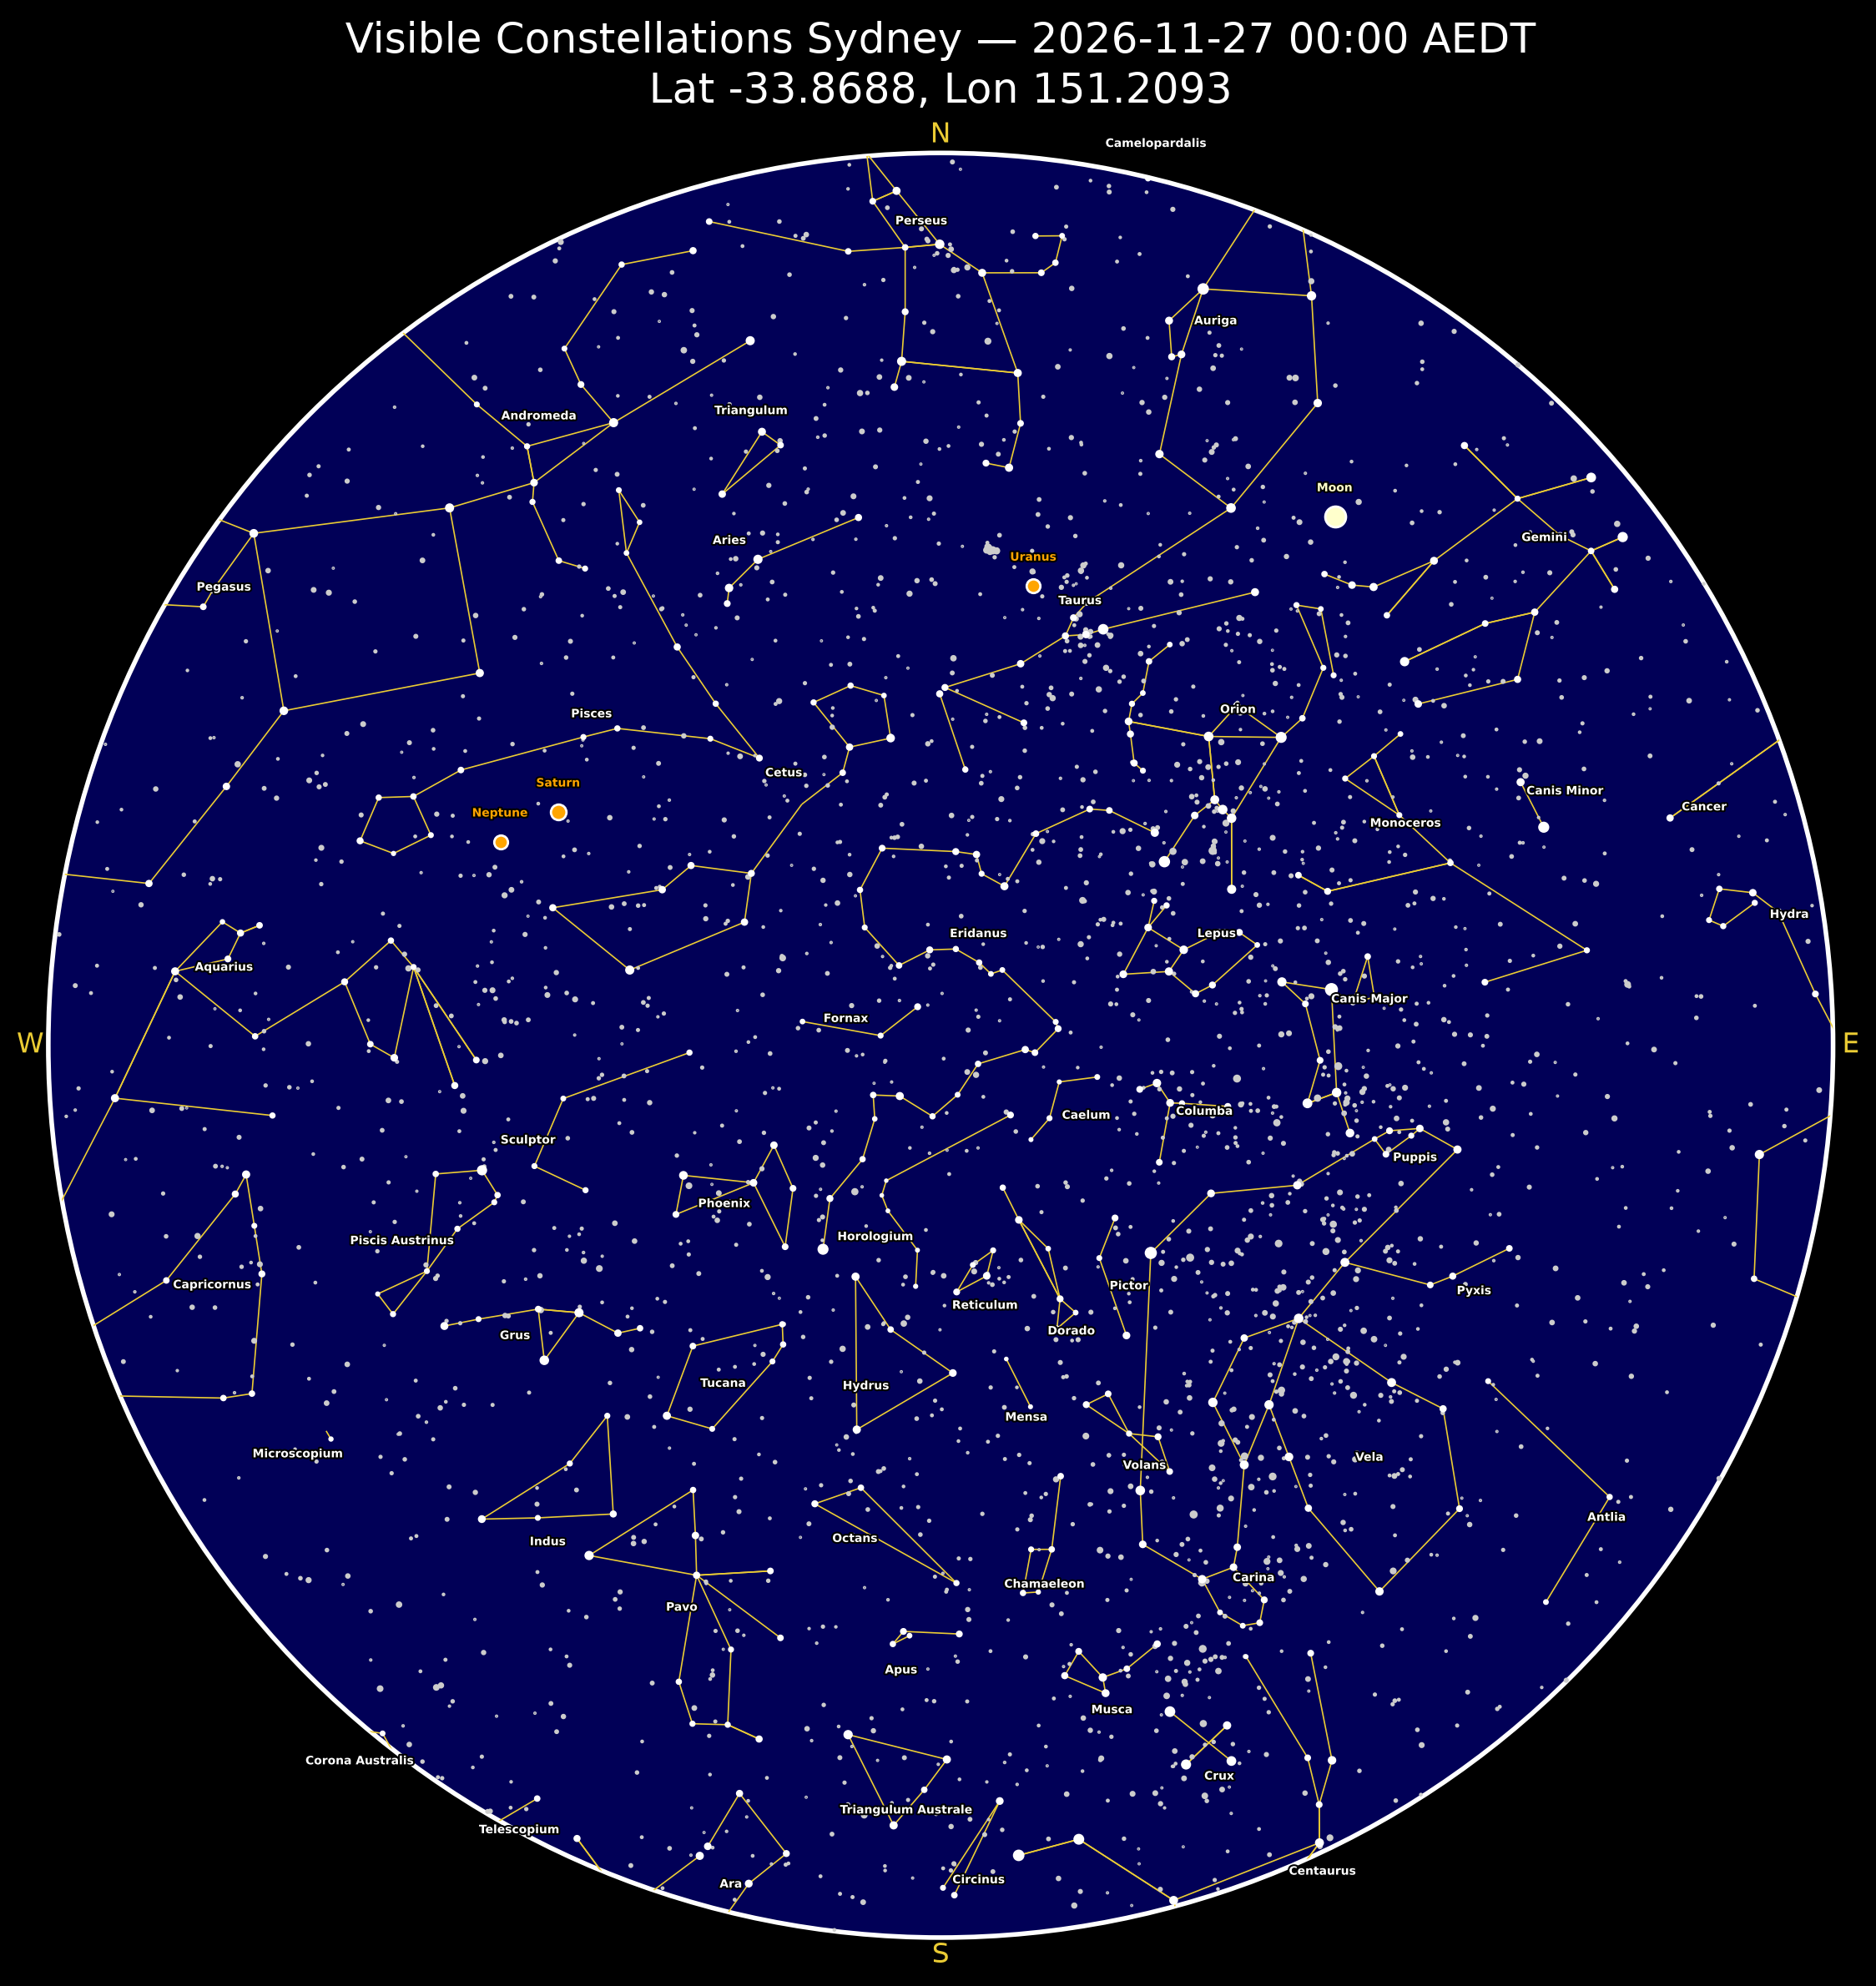 Visible Constellations Sydney — 2026-11-27 00:00 AEDT
Lat -33.8688, Lon 151.2093
N
Camelopardalis
Perseus
Auriga
Andromeda
Triangulum
Moon
Aries
Gemini
Uranus
Pegasus
Taurus
Orion
Pisces
Cetus
Saturn
Canis Minor
Cancer
Neptune
Monoceros
Hydra
Eridanus
Lepus
Aquarius
Canis Major
Fornax
W
E
Columba
Caelum
Sculptor
Puppis
Phoenix
Horologium
Piscis Austrinus
Capricornus
Pictor
Pyxis
Reticulum
Dorado
Grus
Tucana
Hydrus
Mensa
Microscopium
Vela
Volans
Antlia
Octans
Indus
Carina
Chamaeleon
Pavo
Apus
Musca
Corona Australis
Crux
Triangulum Australe
Telescopium
Centaurus
Circinus
Ara
S